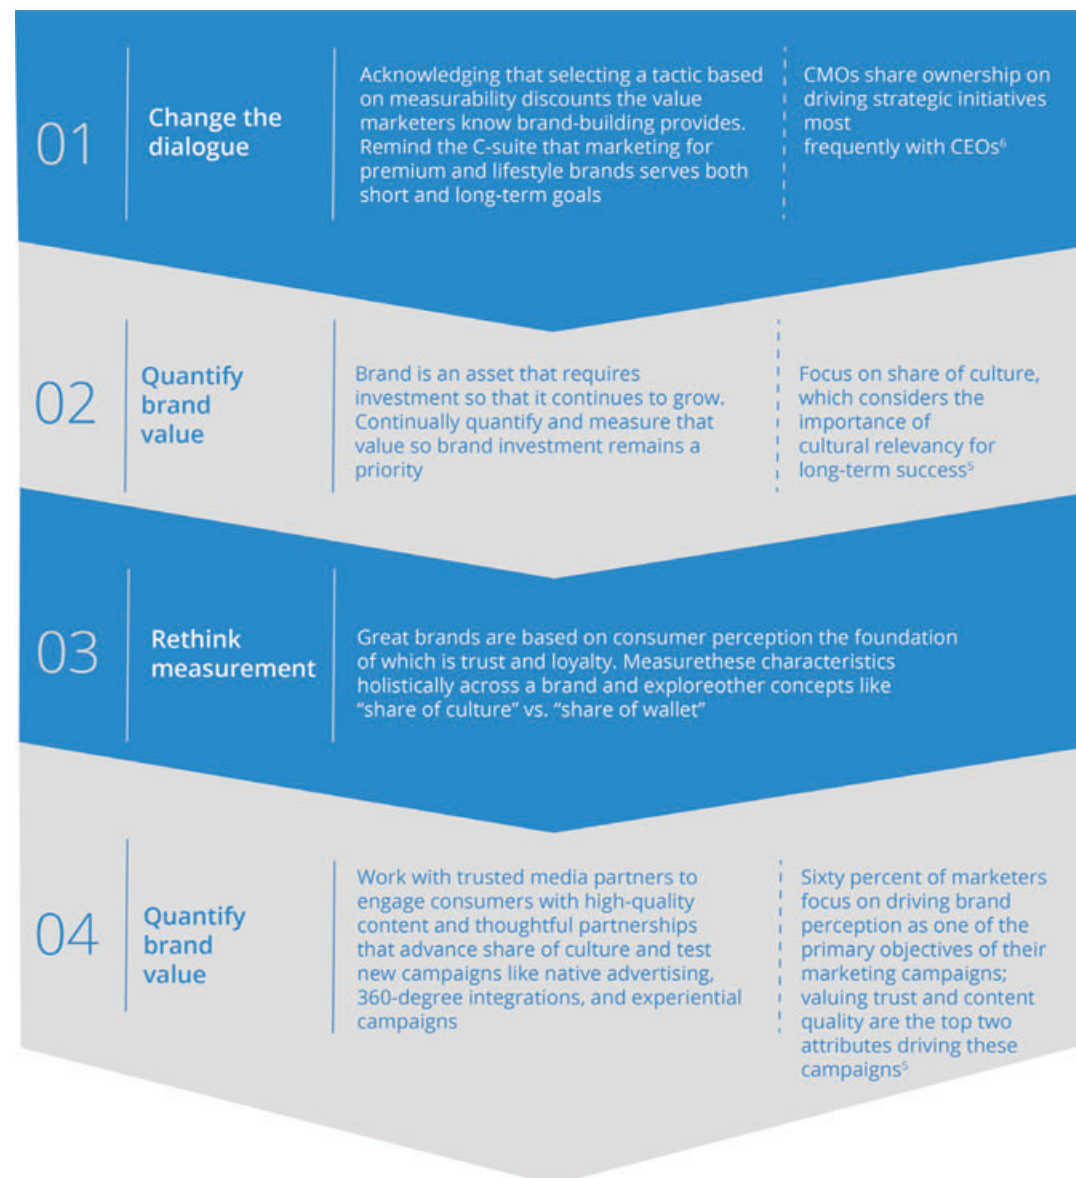 01
Change the
dialogue
Acknowledging that selecting a tactic based
on measurability discounts the value
marketers know brand-building provides.
Remind the C-suite that marketing for
premium and lifestyle brands serves both
short and long-term goals
CMOs share ownership on
driving strategic initiatives
most
frequently with CEOs⁶
02
Quantify
brand
value
Brand is an asset that requires
investment so that it continues to grow.
Continually quantify and measure that
value so brand investment remains a
priority
Focus on share of culture,
which considers the
importance of
cultural relevancy for
long-term success⁵
03
Rethink
measurement
Great brands are based on consumer perception the foundation
of which is trust and loyalty. Measurethese characteristics
holistically across a brand and exploreother concepts like
“share of culture” vs. “share of wallet”
04
Quantify
brand
value
Work with trusted media partners to
engage consumers with high-quality
content and thoughtful partnerships
that advance share of culture and test
new campaigns like native advertising,
360-degree integrations, and experiential
campaigns
Sixty percent of marketers
focus on driving brand
perception as one of the
primary objectives of their
marketing campaigns;
valuing trust and content
quality are the top two
attributes driving these
campaigns⁵